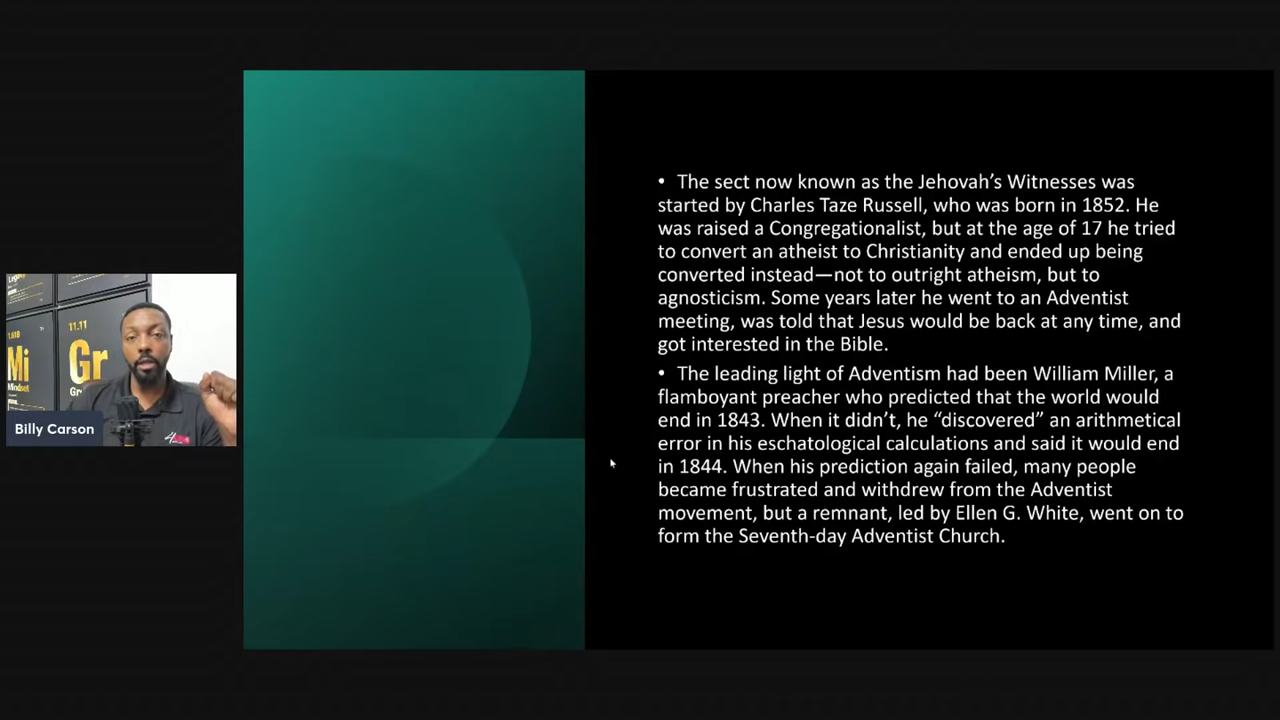 • The sect now known as the Jehovah’s Witnesses was
started by Charles Taze Russell, who was born in 1852. He
was raised a Congregationalist, but at the age of 17 he tried
to convert an atheist to Christianity and ended up being
converted instead—not to outright atheism, but to
agnosticism. Some years later he went to an Adventist
meeting, was told that Jesus would be back at any time, and
got interested in the Bible.
• The leading light of Adventism had been William Miller, a
flamboyant preacher who predicted that the world would
end in 1843. When it didn’t, he “discovered” an arithmetical
error in his eschatological calculations and said it would end
in 1844. When his prediction again failed, many people
became frustrated and withdrew from the Adventist
movement, but a remnant, led by Ellen G. White, went on to
form the Seventh-day Adventist Church.
1.618
Mi
Mindset
11.11
Gr
Billy Carson